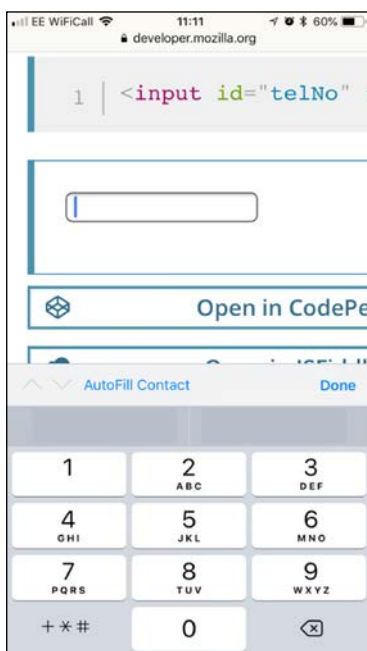 EE WiFiCall 11:11 60%
developer.mozilla.org
1 <input id="telNo"
Open in CodePe
AutoFill Contact Done
1 2 3
ABC DEF
4 5 6
GHI JKL MNO
7 8 9
PQRS TUV WXYZ
+*# 0